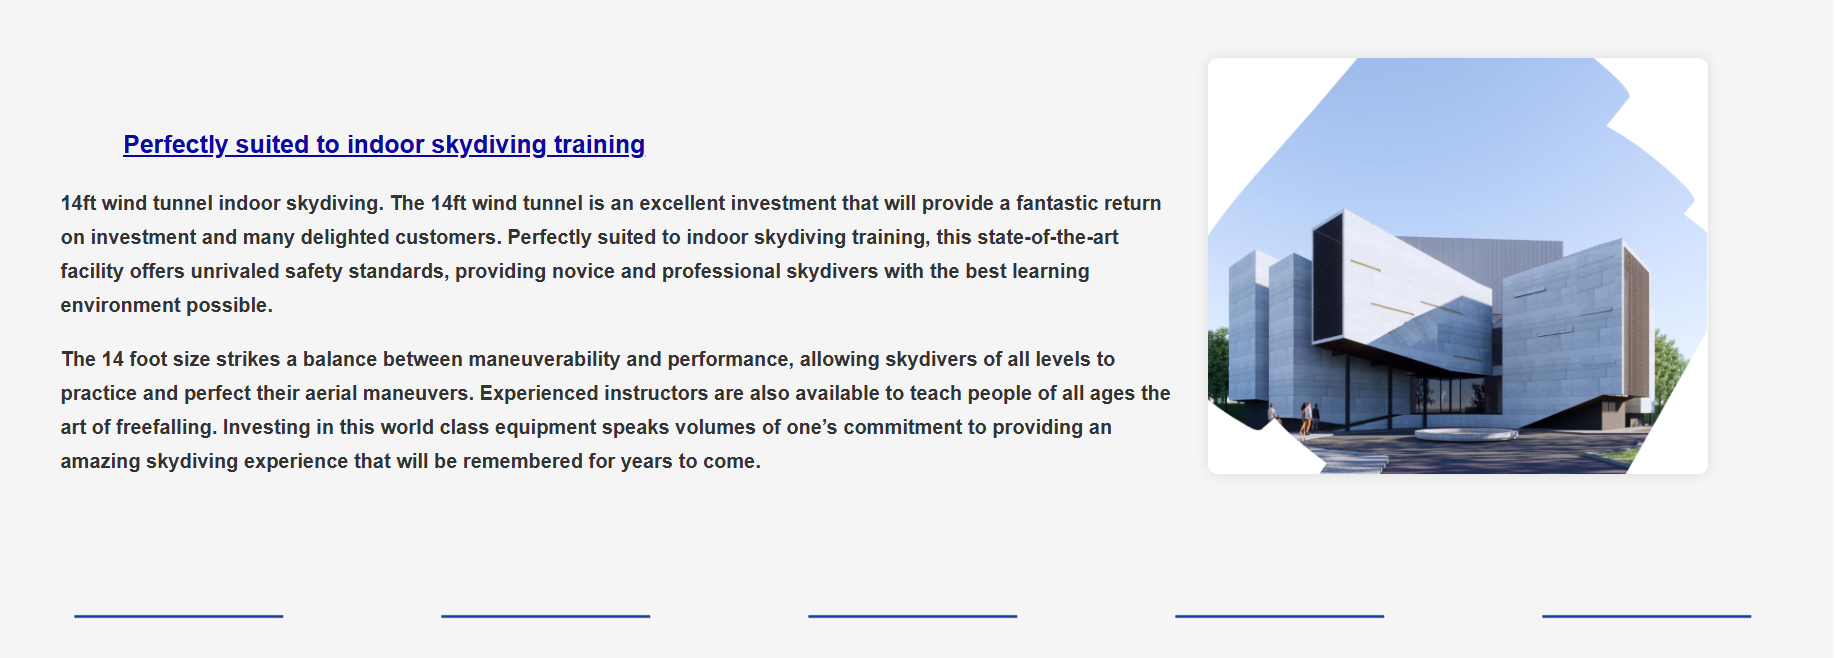 Perfectly suited to indoor skydiving training
14ft wind tunnel indoor skydiving. The 14ft wind tunnel is an excellent investment that will provide a fantastic return
on investment and many delighted customers. Perfectly suited to indoor skydiving training, this state-of-the-art
facility offers unrivaled safety standards, providing novice and professional skydivers with the best learning
environment possible.
The 14 foot size strikes a balance between maneuverability and performance, allowing skydivers of all levels to
practice and perfect their aerial maneuvers. Experienced instructors are also available to teach people of all ages the
art of freefalling. Investing in this world class equipment speaks volumes of one’s commitment to providing an
amazing skydiving experience that will be remembered for years to come.